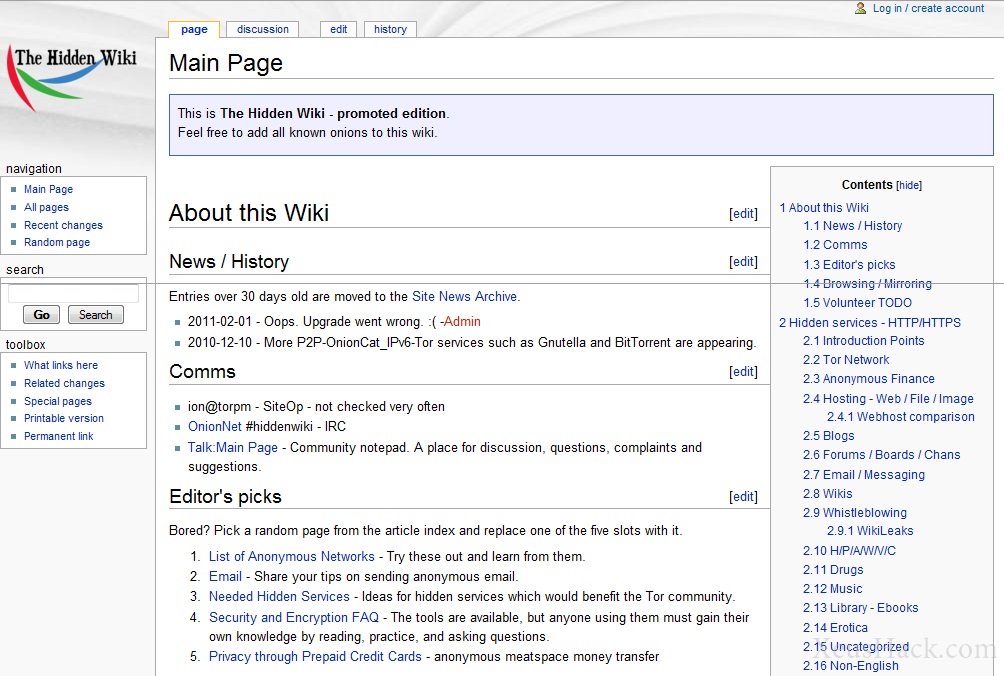 Log in / create account
page discussion edit history
The Hidden Wiki
Main Page
This is The Hidden Wiki - promoted edition.
Feel free to add all known onions to this wiki.
navigation
Main Page
All pages
Recent changes
Random page
search
Go Search
toolbox
What links here
Related changes
Special pages
Printable version
Permanent link
About this Wiki [edit]
News / History [edit]
Entries over 30 days old are moved to the Site News Archive.
2011-02-01 - Oops. Upgrade went wrong. :( -Admin
2010-12-10 - More P2P-OnionCat_IPv6-Tor services such as Gnutella and BitTorrent are appearing.
Comms [edit]
ion@torpm - SiteOp - not checked very often
OnionNet #hiddenwiki - IRC
Talk:Main Page - Community notepad. A place for discussion, questions, complaints and
suggestions.
Editor's picks [edit]
Bored? Pick a random page from the article index and replace one of the five slots with it.
1. List of Anonymous Networks - Try these out and learn from them.
2. Email - Share your tips on sending anonymous email.
3. Needed Hidden Services - Ideas for hidden services which would benefit the Tor community.
4. Security and Encryption FAQ - The tools are available, but anyone using them must gain their
own knowledge by reading, practice, and asking questions.
5. Privacy through Prepaid Credit Cards - anonymous meatspace money transfer
Contents [hide]
1 About this Wiki
1.1 News / History
1.2 Comms
1.3 Editor's picks
1.4 Browsing / Mirroring
1.5 Volunteer TODO
2 Hidden services - HTTP/HTTPS
2.1 Introduction Points
2.2 Tor Network
2.3 Anonymous Finance
2.4 Hosting - Web / File / Image
2.4.1 Webhost comparison
2.5 Blogs
2.6 Forums / Boards / Chans
2.7 Email / Messaging
2.8 Wikis
2.9 Whistleblowing
2.9.1 WikiLeaks
2.10 H/P/A/W/V/C
2.11 Drugs
2.12 Music
2.13 Library - Ebooks
2.14 Erotica
2.15 Uncategorized
2.16 Non-English
XeusHack.com